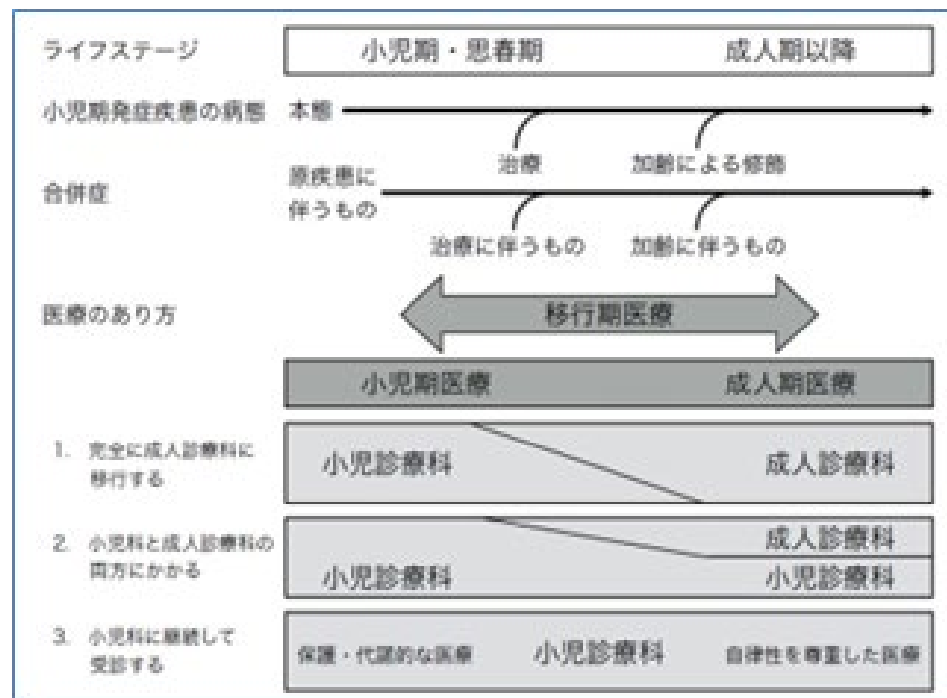 ライフステージ
小児期・思春期
成人期以降
小児期発症疾患の病態
本態
治療
加齢による修飾
合併症
原疾患に
伴うもの
治療に伴うもの
加齢に伴うもの
医療のあり方
移行期医療
小児期医療
成人期医療
1. 完全に成人診療科に
移行する
小児診療科
成人診療科
2. 小児科と成人診療科の
両方にかかる
成人診療科
小児診療科
小児診療科
3. 小児科に継続して
受診する
保護・代諾的な医療
小児診療科
自律性を尊重した医療